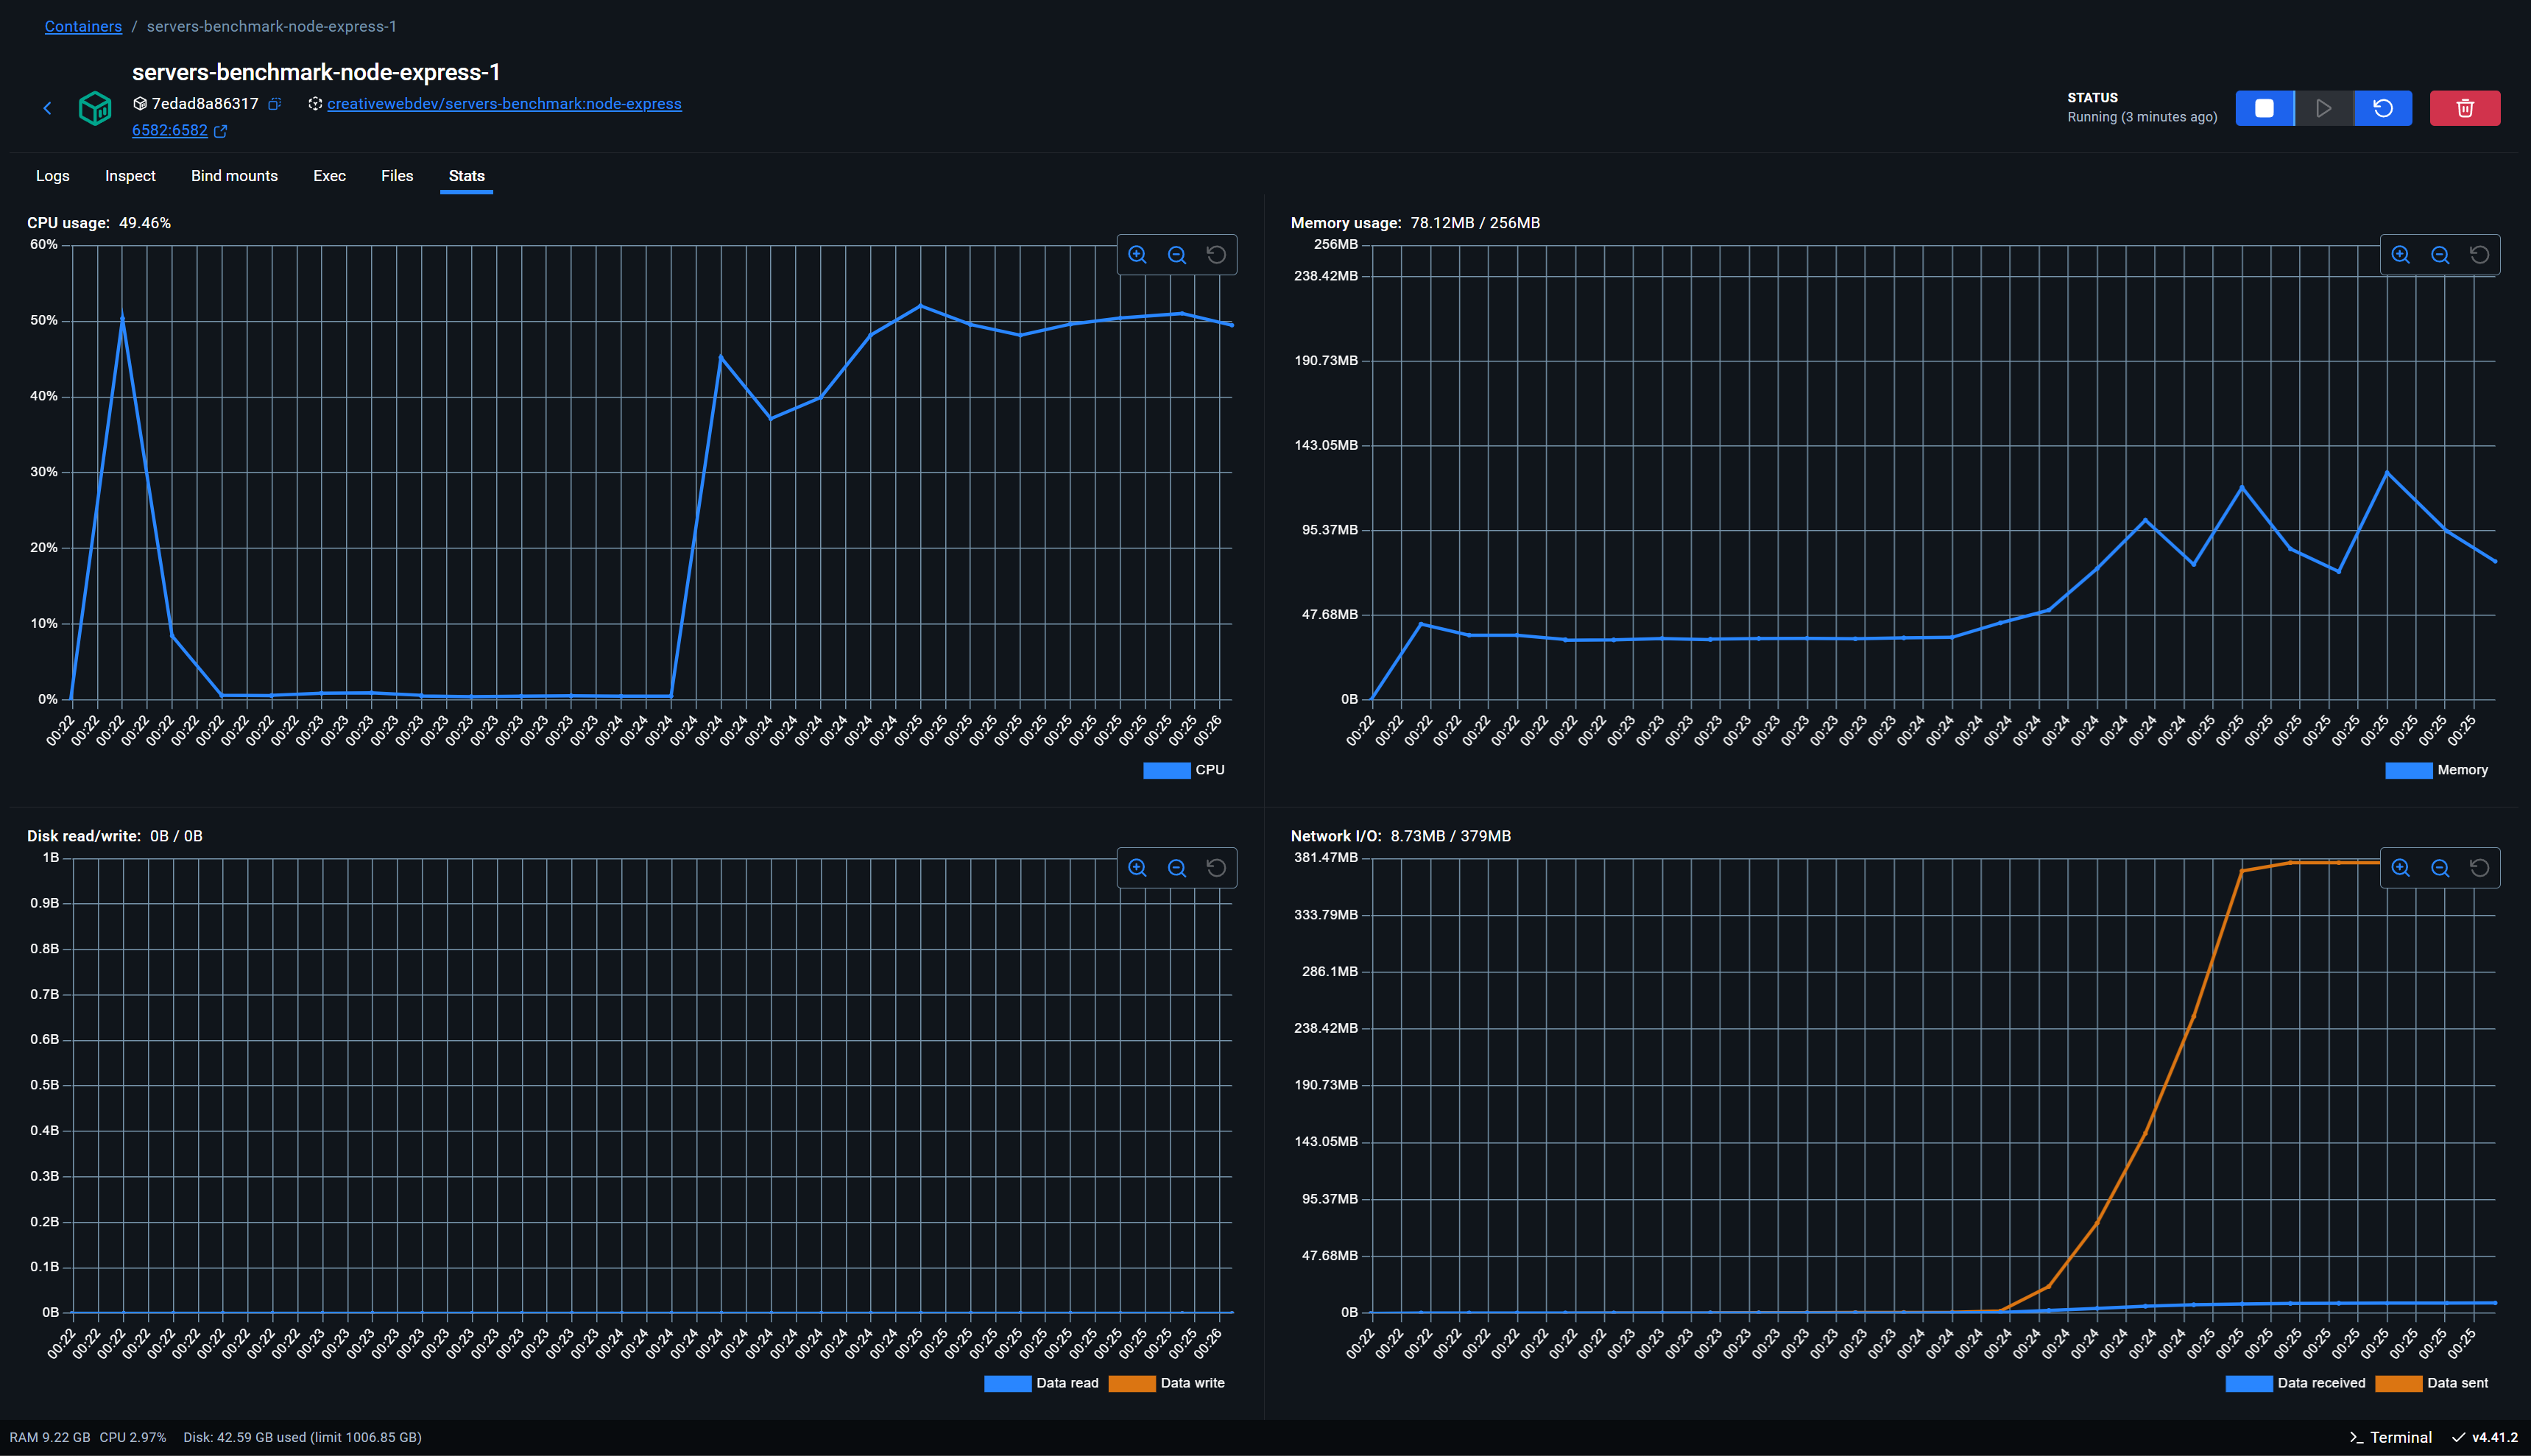 Containers / servers-benchmark-node-express-1
servers-benchmark-node-express-1
7edad8a86317 creativewebdev/servers-benchmark:node-express
6582:6582
STATUS
Running (3 minutes ago)
Logs Inspect Bind mounts Exec Files Stats
CPU usage: 49.46%
60%
50%
40%
30%
20%
10%
0%
00:22 00:22 00:22 00:22 00:22 00:22 00:22 00:22 00:22 00:22 00:23 00:23 00:23 00:23 00:23 00:23 00:23 00:23 00:23 00:23 00:23 00:23 00:24 00:24 00:24 00:24 00:24 00:24 00:24 00:24 00:24 00:24 00:24 00:24 00:25 00:25 00:25 00:25 00:25 00:25 00:25 00:25 00:25 00:25 00:25 00:25 00:26
CPU
Memory usage: 78.12MB / 256MB
256MB
238.42MB
190.73MB
143.05MB
95.37MB
47.68MB
0B
00:22 00:22 00:22 00:22 00:22 00:22 00:22 00:22 00:22 00:23 00:23 00:23 00:23 00:23 00:23 00:23 00:23 00:23 00:23 00:24 00:24 00:24 00:24 00:24 00:24 00:24 00:24 00:24 00:24 00:25 00:25 00:25 00:25 00:25 00:25 00:25 00:25 00:25 00:25
Memory
Disk read/write: 0B / 0B
1B
0.9B
0.8B
0.7B
0.6B
0.5B
0.4B
0.3B
0.2B
0.1B
0B
00:22 00:22 00:22 00:22 00:22 00:22 00:22 00:22 00:22 00:22 00:23 00:23 00:23 00:23 00:23 00:23 00:23 00:23 00:23 00:23 00:23 00:23 00:24 00:24 00:24 00:24 00:24 00:24 00:24 00:24 00:24 00:24 00:24 00:24 00:25 00:25 00:25 00:25 00:25 00:25 00:25 00:25 00:25 00:25 00:25 00:25 00:26
Data read Data write
Network I/O: 8.73MB / 379MB
381.47MB
333.79MB
286.1MB
238.42MB
190.73MB
143.05MB
95.37MB
47.68MB
0B
00:22 00:22 00:22 00:22 00:22 00:22 00:22 00:22 00:22 00:23 00:23 00:23 00:23 00:23 00:23 00:23 00:23 00:23 00:23 00:24 00:24 00:24 00:24 00:24 00:24 00:24 00:24 00:24 00:24 00:25 00:25 00:25 00:25 00:25 00:25 00:25 00:25 00:25 00:25
Data received Data sent
RAM 9.22 GB CPU 2.97% Disk: 42.59 GB used (limit 1006.85 GB)
Terminal v4.41.2